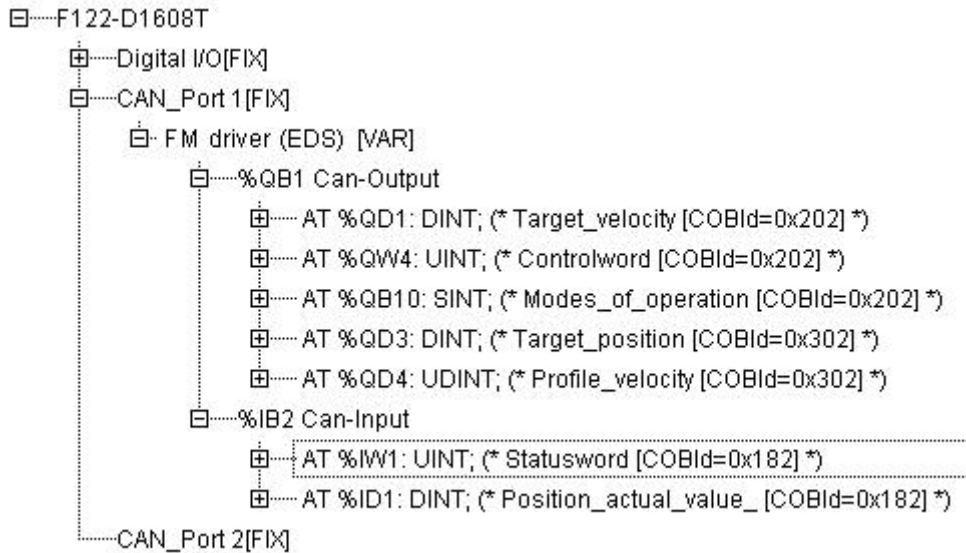 F122-D1608T
Digital I/O[FIX]
CAN_Port 1[FIX]
FM driver (EDS) [VAR]
%QB1 Can-Output
AT %QD1: DINT; (* Target_velocity [COBId=0x202] *)
AT %QW4: UINT; (* Controlword [COBId=0x202] *)
AT %QB10: SINT; (* Modes_of_operation [COBId=0x202] *)
AT %QD3: DINT; (* Target_position [COBId=0x302] *)
AT %QD4: UDINT; (* Profile_velocity [COBId=0x302] *)
%IB2 Can-Input
AT %IW1: UINT; (* Statusword [COBId=0x182] *)
AT %ID1: DINT; (* Position_actual_value_ [COBId=0x182] *)
CAN_Port 2[FIX]